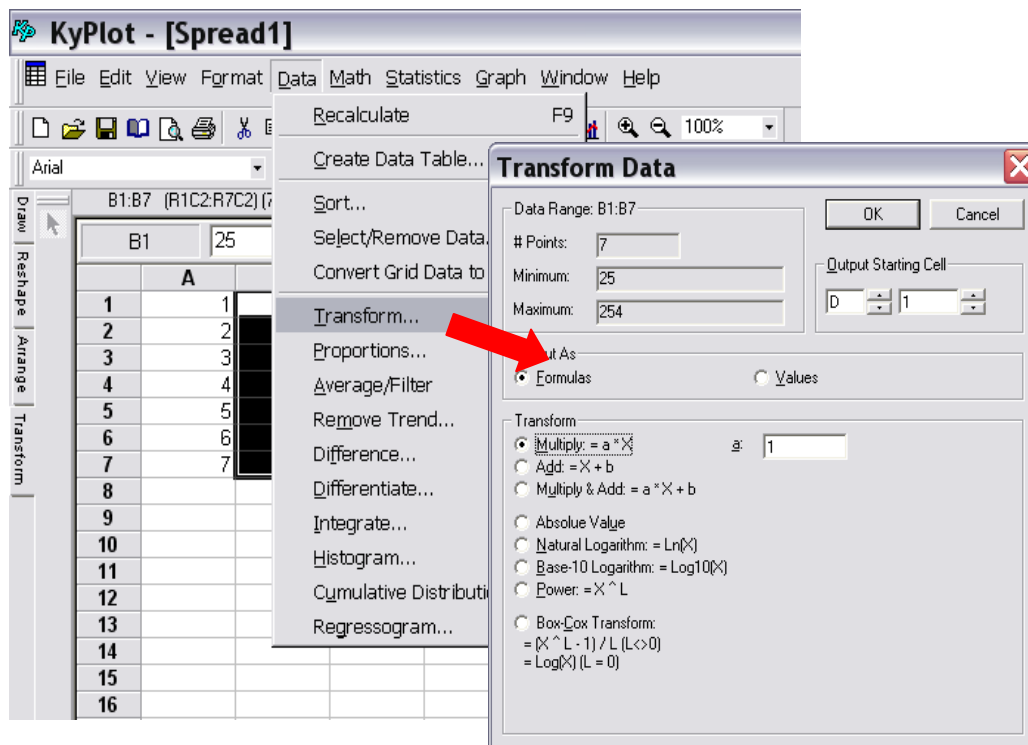 KyPlot - [Spread1]
File Edit View Format Data Math Statistics Graph Window Help
100%
Arial
Recalculate F9
Create Data Table...
Sort...
Select/Remove Data.
Convert Grid Data to
Transform...
Proportions...
Average/Filter
Remove Trend...
Difference...
Differentiate...
Integrate...
Histogram...
Cumulative Distributi
Regressogram...
B1:B7 (R1C2:R7C2) (7
B1 25
A
1 1
2 2
3 3
4 4
5 5
6 6
7 7
8
9
10
11
12
13
14
15
16
Draw
Reshape
Arrange
Transform
Transform Data
Data Range: B1:B7
# Points: 7
Minimum: 25
Maximum: 254
OK Cancel
Output Starting Cell
D 1
ut As
Formulas Values
Transform
Multiply: = a * X a: 1
Add: = X + b
Multiply & Add: = a * X + b
Absolue Value
Natural Logarithm: = Ln(X)
Base-10 Logarithm: = Log10(X)
Power: = X ^ L
Box-Cox Transform:
= (X ^ L - 1) / L (L<>0)
= Log(X) (L = 0)